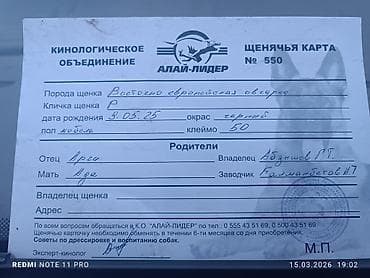 КИНОЛОГИЧЕСКОЕ
ОБЪЕДИНЕНИЕ
АЛАЙ-ЛИДЕР
ЩЕНЯЧЬЯ КАРТА
№ 550
Порода щенка Восточно европейская овчарка
Кличка щенка Р
дата рождения 9.05.25 окрас черный
пол кобель клеймо 50
Родители
Отец Арго Владелец
Мать Ада Заводчик
Владелец щенка
Адрес
По всем вопросам обращаться в К.О. "АЛАЙ-ЛИДЕР" по тел.: 0 555 43 51 69, 0 500 43 51 69
Щенячью карточку необходимо обменять в течении 6-ти месяцев со дня приобретения.
Советы по дрессировке и воспитанию собак.
Эксперт-кинолог М.П.
REDMI NOTE 11 PRO
15.03.2026 19:02